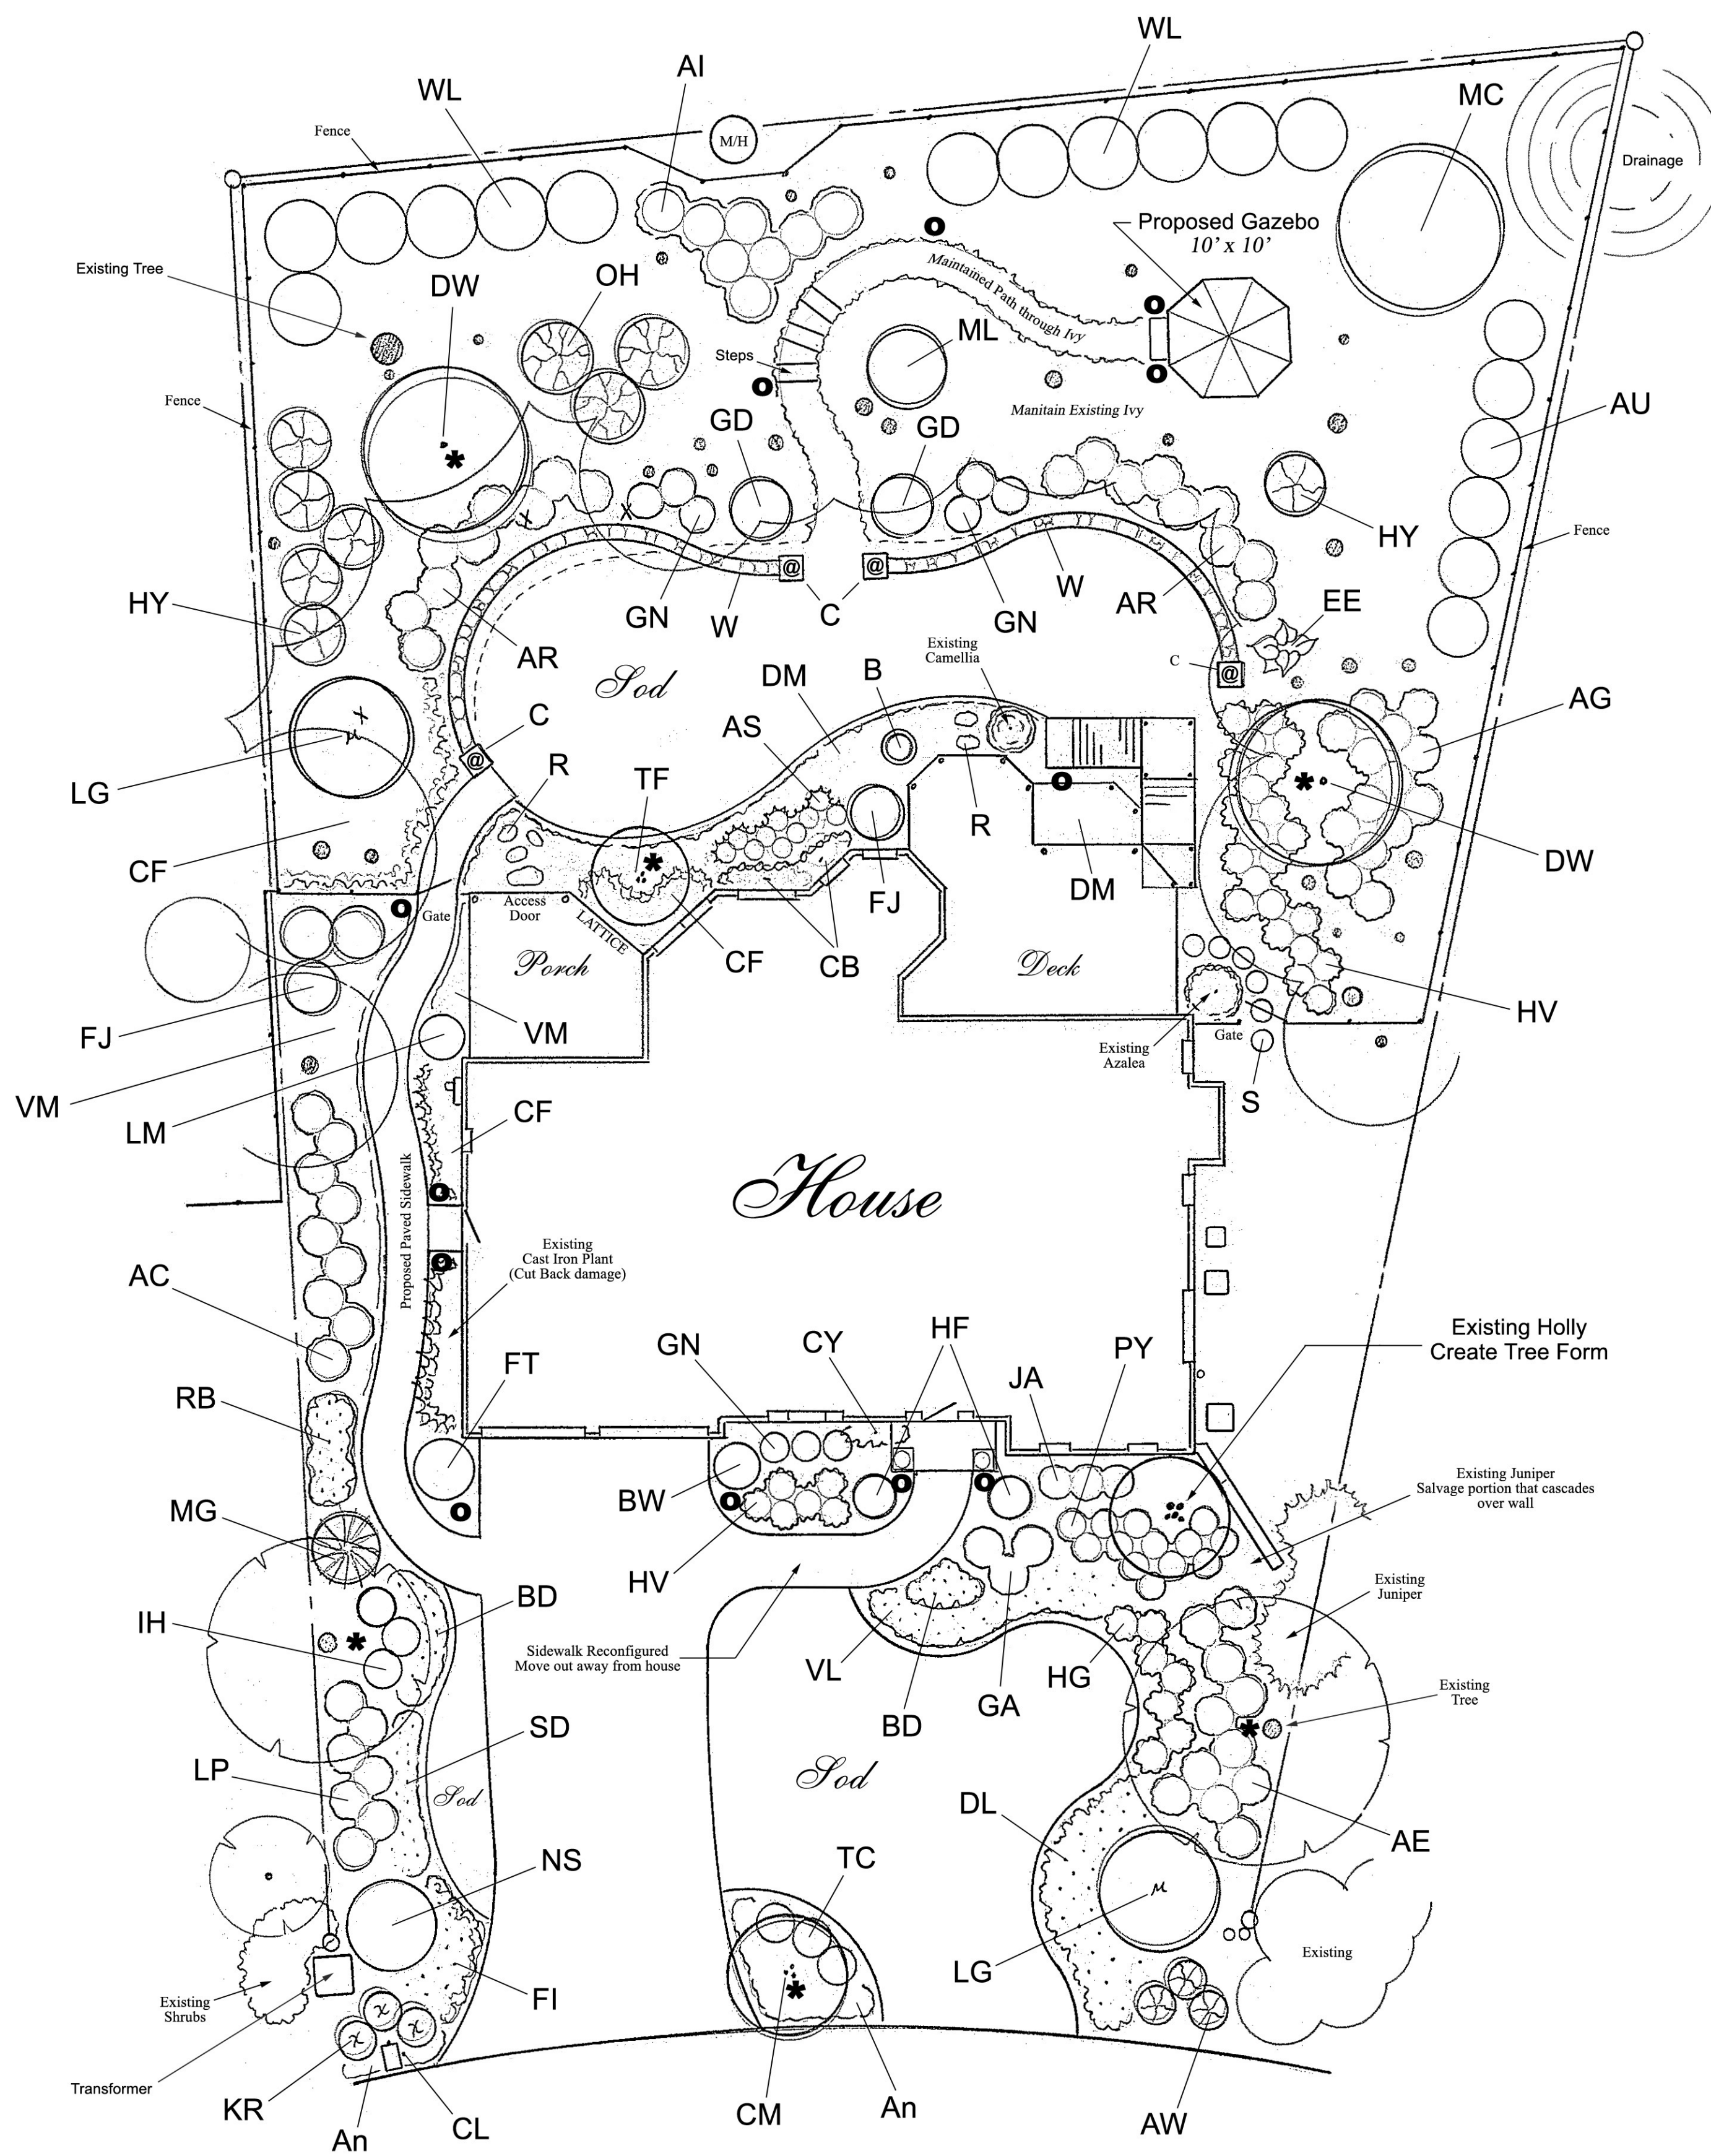 WL
AI
WL
MC
Fence
M/H
Drainage
Proposed Gazebo
10’ x 10’
Existing Tree
DW
OH
Maintained Path through Ivy
ML
Steps
Fence
GD
GD
Manitain Existing Ivy
AU
HY
Fence
HY
GN
W
C
GN
W
AR
EE
AR
Sod
DM
B
Existing
Camellia
C
AG
LG
C
R
TF
AS
R
CF
DM
DW
Gate
Access
Door
LATTICE
FJ
Porch
CF
CB
Deck
FJ
VM
HV
Existing
Azalea
Gate
S
VM
LM
CF
Proposed Paved Sidewalk
House
Existing
Cast Iron Plant
(Cut Back damage)
AC
FT
GN
CY
HF
JA
PY
Existing Holly
Create Tree Form
RB
MG
BW
HV
Existing Juniper
Salvage portion that cascades
over wall
IH
BD
Existing
Juniper
Sidewalk Reconfigured
Move out away from house
VL
BD
GA
HG
Existing
Tree
SD
LP
Sod
Sod
DL
AE
NS
TC
LG
Existing
Existing
Shrubs
FI
Transformer
KR
An
CL
CM
An
AW
@
@
@
@